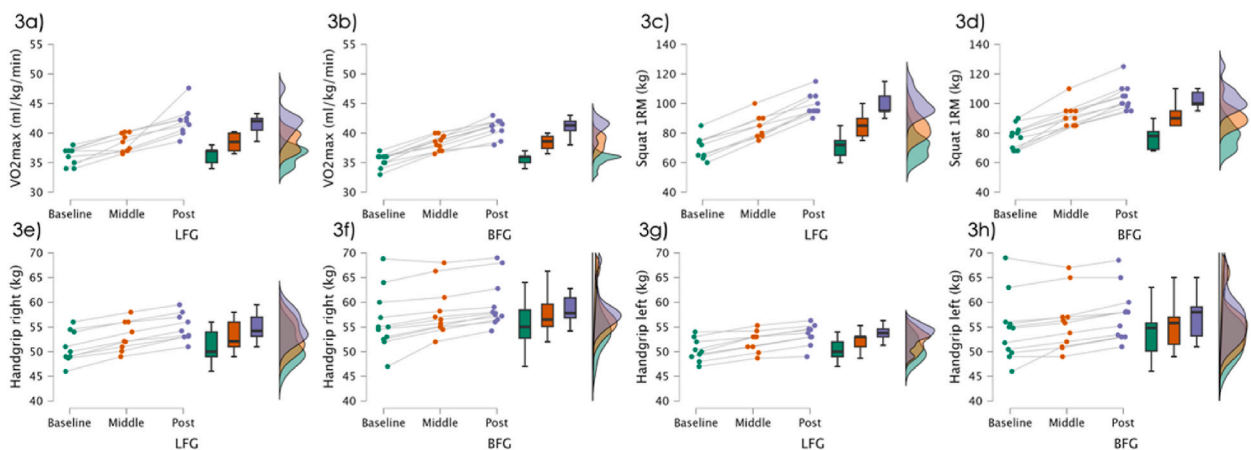 3a) 3b) 3c) 3d)
VO2max (ml/kg/min)
55
50
45
40
35
30
Baseline Middle Post
LFG
VO2max (ml/kg/min)
55
50
45
40
35
30
Baseline Middle Post
BFG
Squat 1RM (kg)
140
120
100
80
60
40
Baseline Middle Post
LFG
Squat 1RM (kg)
140
120
100
80
60
40
Baseline Middle Post
BFG
3e) 3f) 3g) 3h)
Handgrip right (kg)
70
65
60
55
50
45
40
Baseline Middle Post
LFG
Handgrip right (kg)
70
65
60
55
50
45
40
Baseline Middle Post
BFG
Handgrip left (kg)
70
65
60
55
50
45
40
Baseline Middle Post
LFG
Handgrip left (kg)
70
65
60
55
50
45
40
Baseline Middle Post
BFG